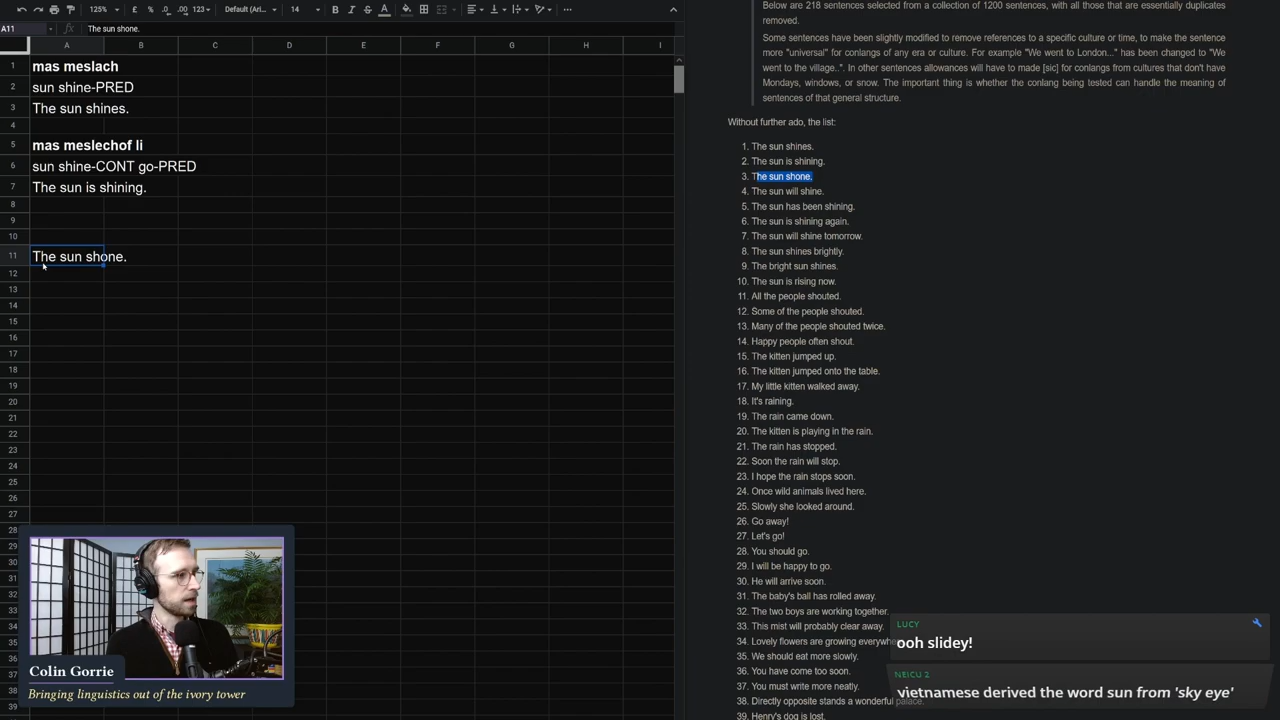 125%
£
%
.0
.00
123
Default (Ari...
14
B
I
S
A
A11
fx
The sun shone.
A
B
C
D
E
F
G
H
I
1
mas meslach
2
sun shine-PRED
3
The sun shines.
4
5
mas meslechof li
6
sun shine-CONT go-PRED
7
The sun is shining.
8
9
10
11
The sun shone.
12
13
14
15
16
17
18
19
20
21
22
23
24
25
26
27
28
29
30
31
32
33
34
35
36
37
38
39
Colin Gorrie
Bringing linguistics out of the ivory tower
Below are 218 sentences selected from a collection of 1200 sentences, with all those that are essentially duplicates
removed.
Some sentences have been slightly modified to remove references to a specific culture or time, to make the sentence
more "universal" for conlangs of any era or culture. For example "We went to London..." has been changed to "We
went to the village..". In other sentences allowances will have to made [sic] for conlangs from cultures that don't have
Mondays, windows, or snow. The important thing is whether the conlang being tested can handle the meaning of
sentences of that general structure.
Without further ado, the list:
1. The sun shines.
2. The sun is shining.
3. The sun shone.
4. The sun will shine.
5. The sun has been shining.
6. The sun is shining again.
7. The sun will shine tomorrow.
8. The sun shines brightly.
9. The bright sun shines.
10. The sun is rising now.
11. All the people shouted.
12. Some of the people shouted.
13. Many of the people shouted twice.
14. Happy people often shout.
15. The kitten jumped up.
16. The kitten jumped onto the table.
17. My little kitten walked away.
18. It's raining.
19. The rain came down.
20. The kitten is playing in the rain.
21. The rain has stopped.
22. Soon the rain will stop.
23. I hope the rain stops soon.
24. Once wild animals lived here.
25. Slowly she looked around.
26. Go away!
27. Let's go!
28. You should go.
29. I will be happy to go.
30. He will arrive soon.
31. The baby's ball has rolled away.
32. The two boys are working together.
33. This mist will probably clear away.
34. Lovely flowers are growing everywhe
35. We should eat more slowly.
36. You have come too soon.
37. You must write more neatly.
38. Directly opposite stands a wonderful palace.
39. Henry's dog is lost.
LUCY
ooh slidey!
NEICU 2
vietnamese derived the word sun from 'sky eye'